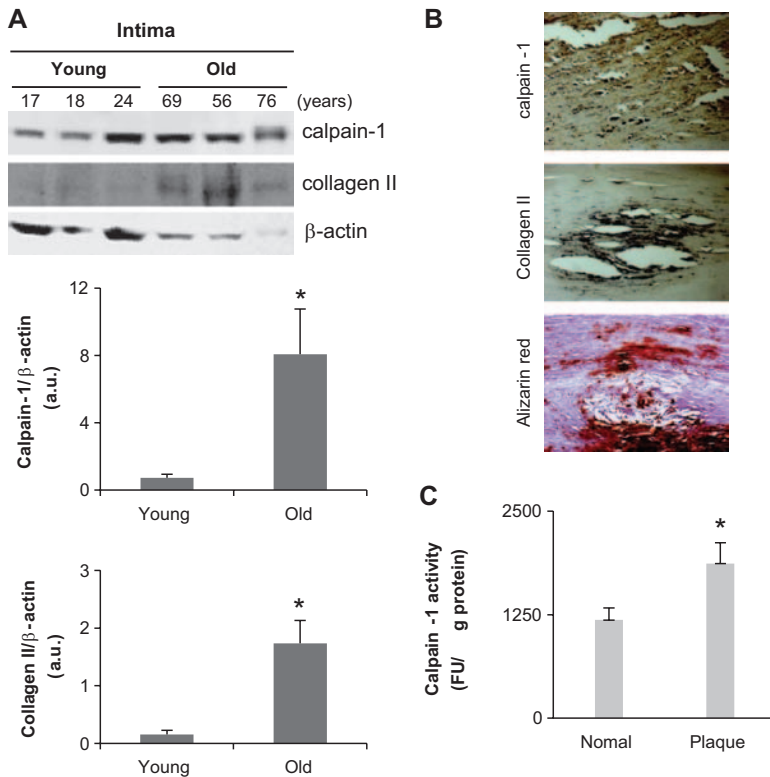 A
Intima
Young Old
17 18 24 69 56 76 (years)
calpain-1
collagen II
β-actin
12
8
4
0
Calpain-1/β-actin
(a.u.)
*
Young Old
3
2
1
0
Collagen II/β-actin
(a.u.)
*
Young Old
B
calpain -1
Collagen II
Alizarin red
C
2500
1250
0
Calpain -1 activity
(FU/ g protein)
*
Nomal Plaque